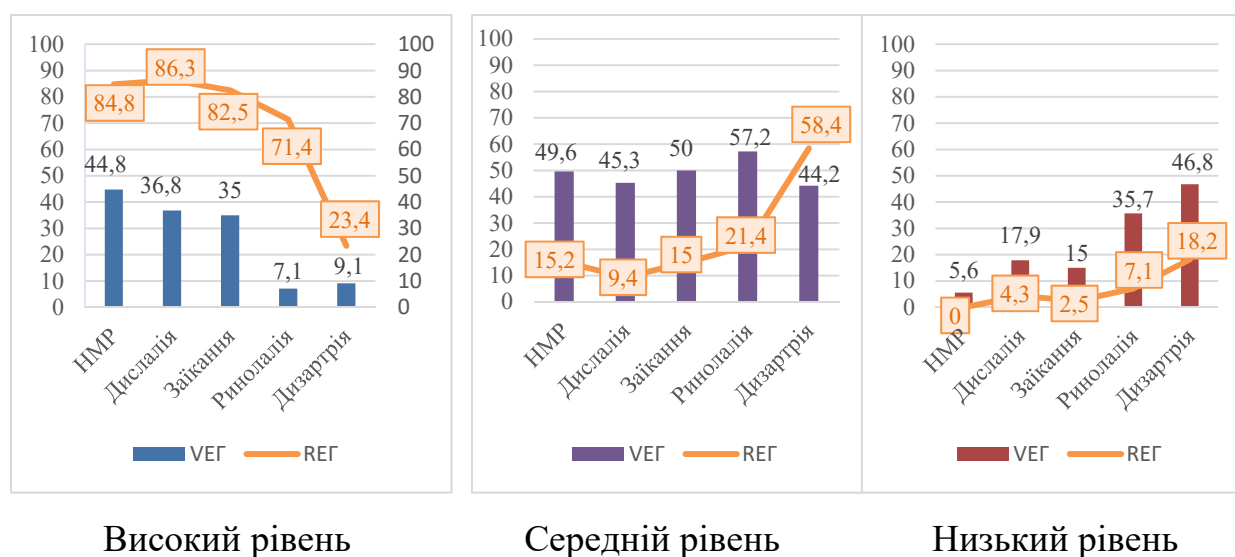 100 90 80 70 60 50 40 30 20 10 0
44,8 36,8 35 7,1 9,1
84,8 86,3 82,5 71,4 23,4
100 90 80 70 60 50 40 30 20 10 0
НМР Дислалія Заїкання Ринолалія Дизартрія
VЕГ RЕГ
100 90 80 70 60 50 40 30 20 10 0
49,6 45,3 50 57,2 44,2
15,2 9,4 15 21,4 58,4
НМР Дислалія Заїкання Ринолалія Дизартрія
VЕГ RЕГ
100 90 80 70 60 50 40 30 20 10 0
5,6 17,9 15 35,7 46,8
0 4,3 2,5 7,1 18,2
НМР Дислалія Заїкання Ринолалія Дизартрія
VЕГ RЕГ
Високий рівень Середній рівень Низький рівень